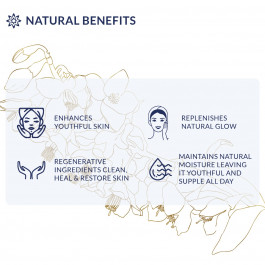 NATURAL BENEFITS
ENHANCES
YOUTHFUL SKIN
REPLENISHES
NATURAL GLOW
REGENERATIVE
INGREDIENTS CLEAN,
HEAL & RESTORE SKIN
MAINTAINS NATURAL
MOISTURE LEAVING
IT YOUTHFUL AND
SUPPLE ALL DAY